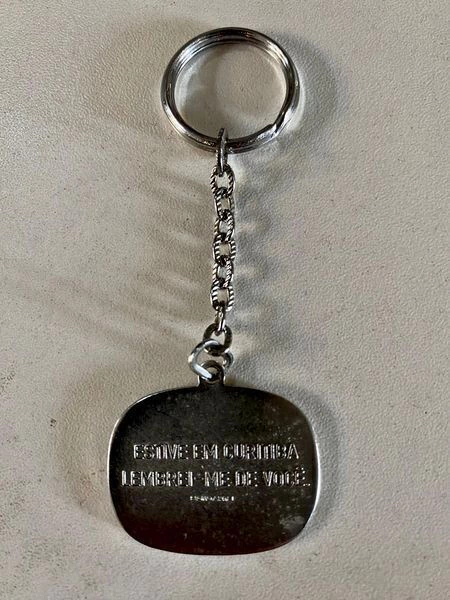 ESTIVE EM CURITIBA
LEMBREI-ME DE VOCÊ.